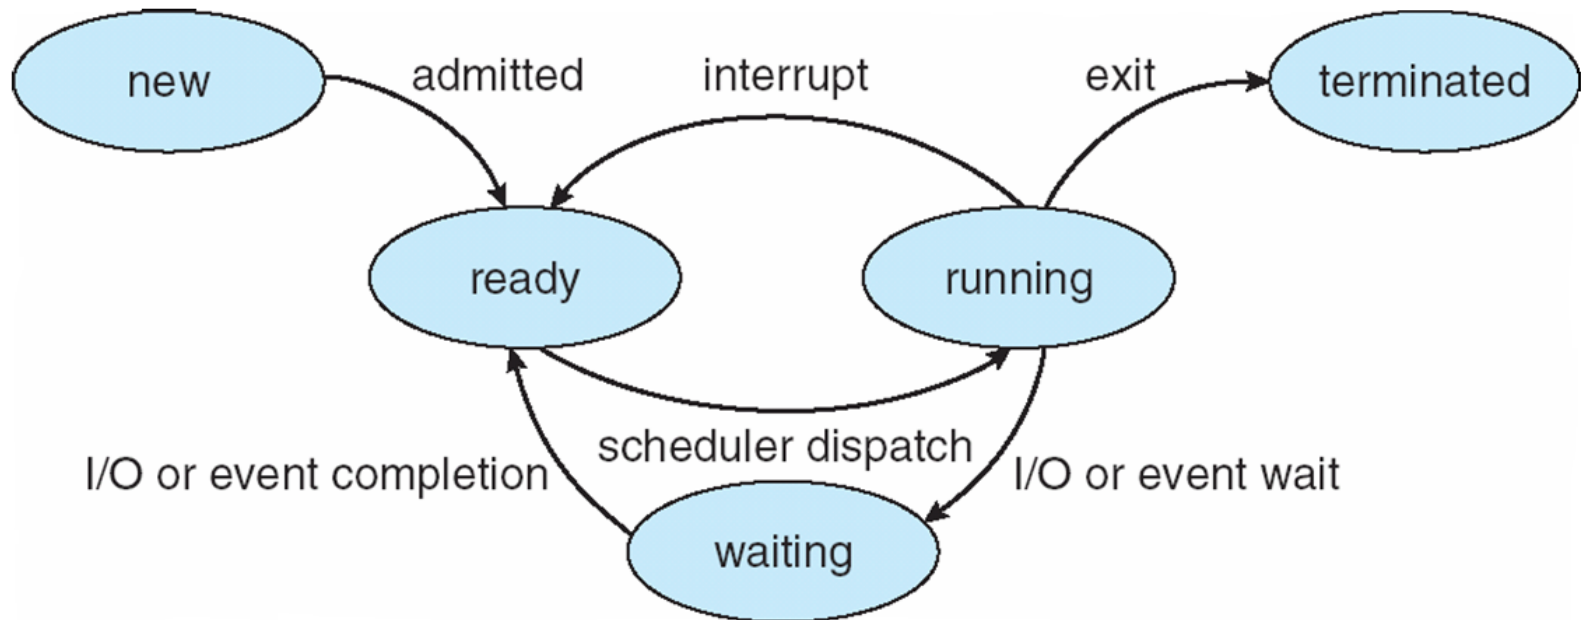 new
admitted
interrupt
exit
terminated
ready
running
scheduler dispatch
I/O or event completion
I/O or event wait
waiting